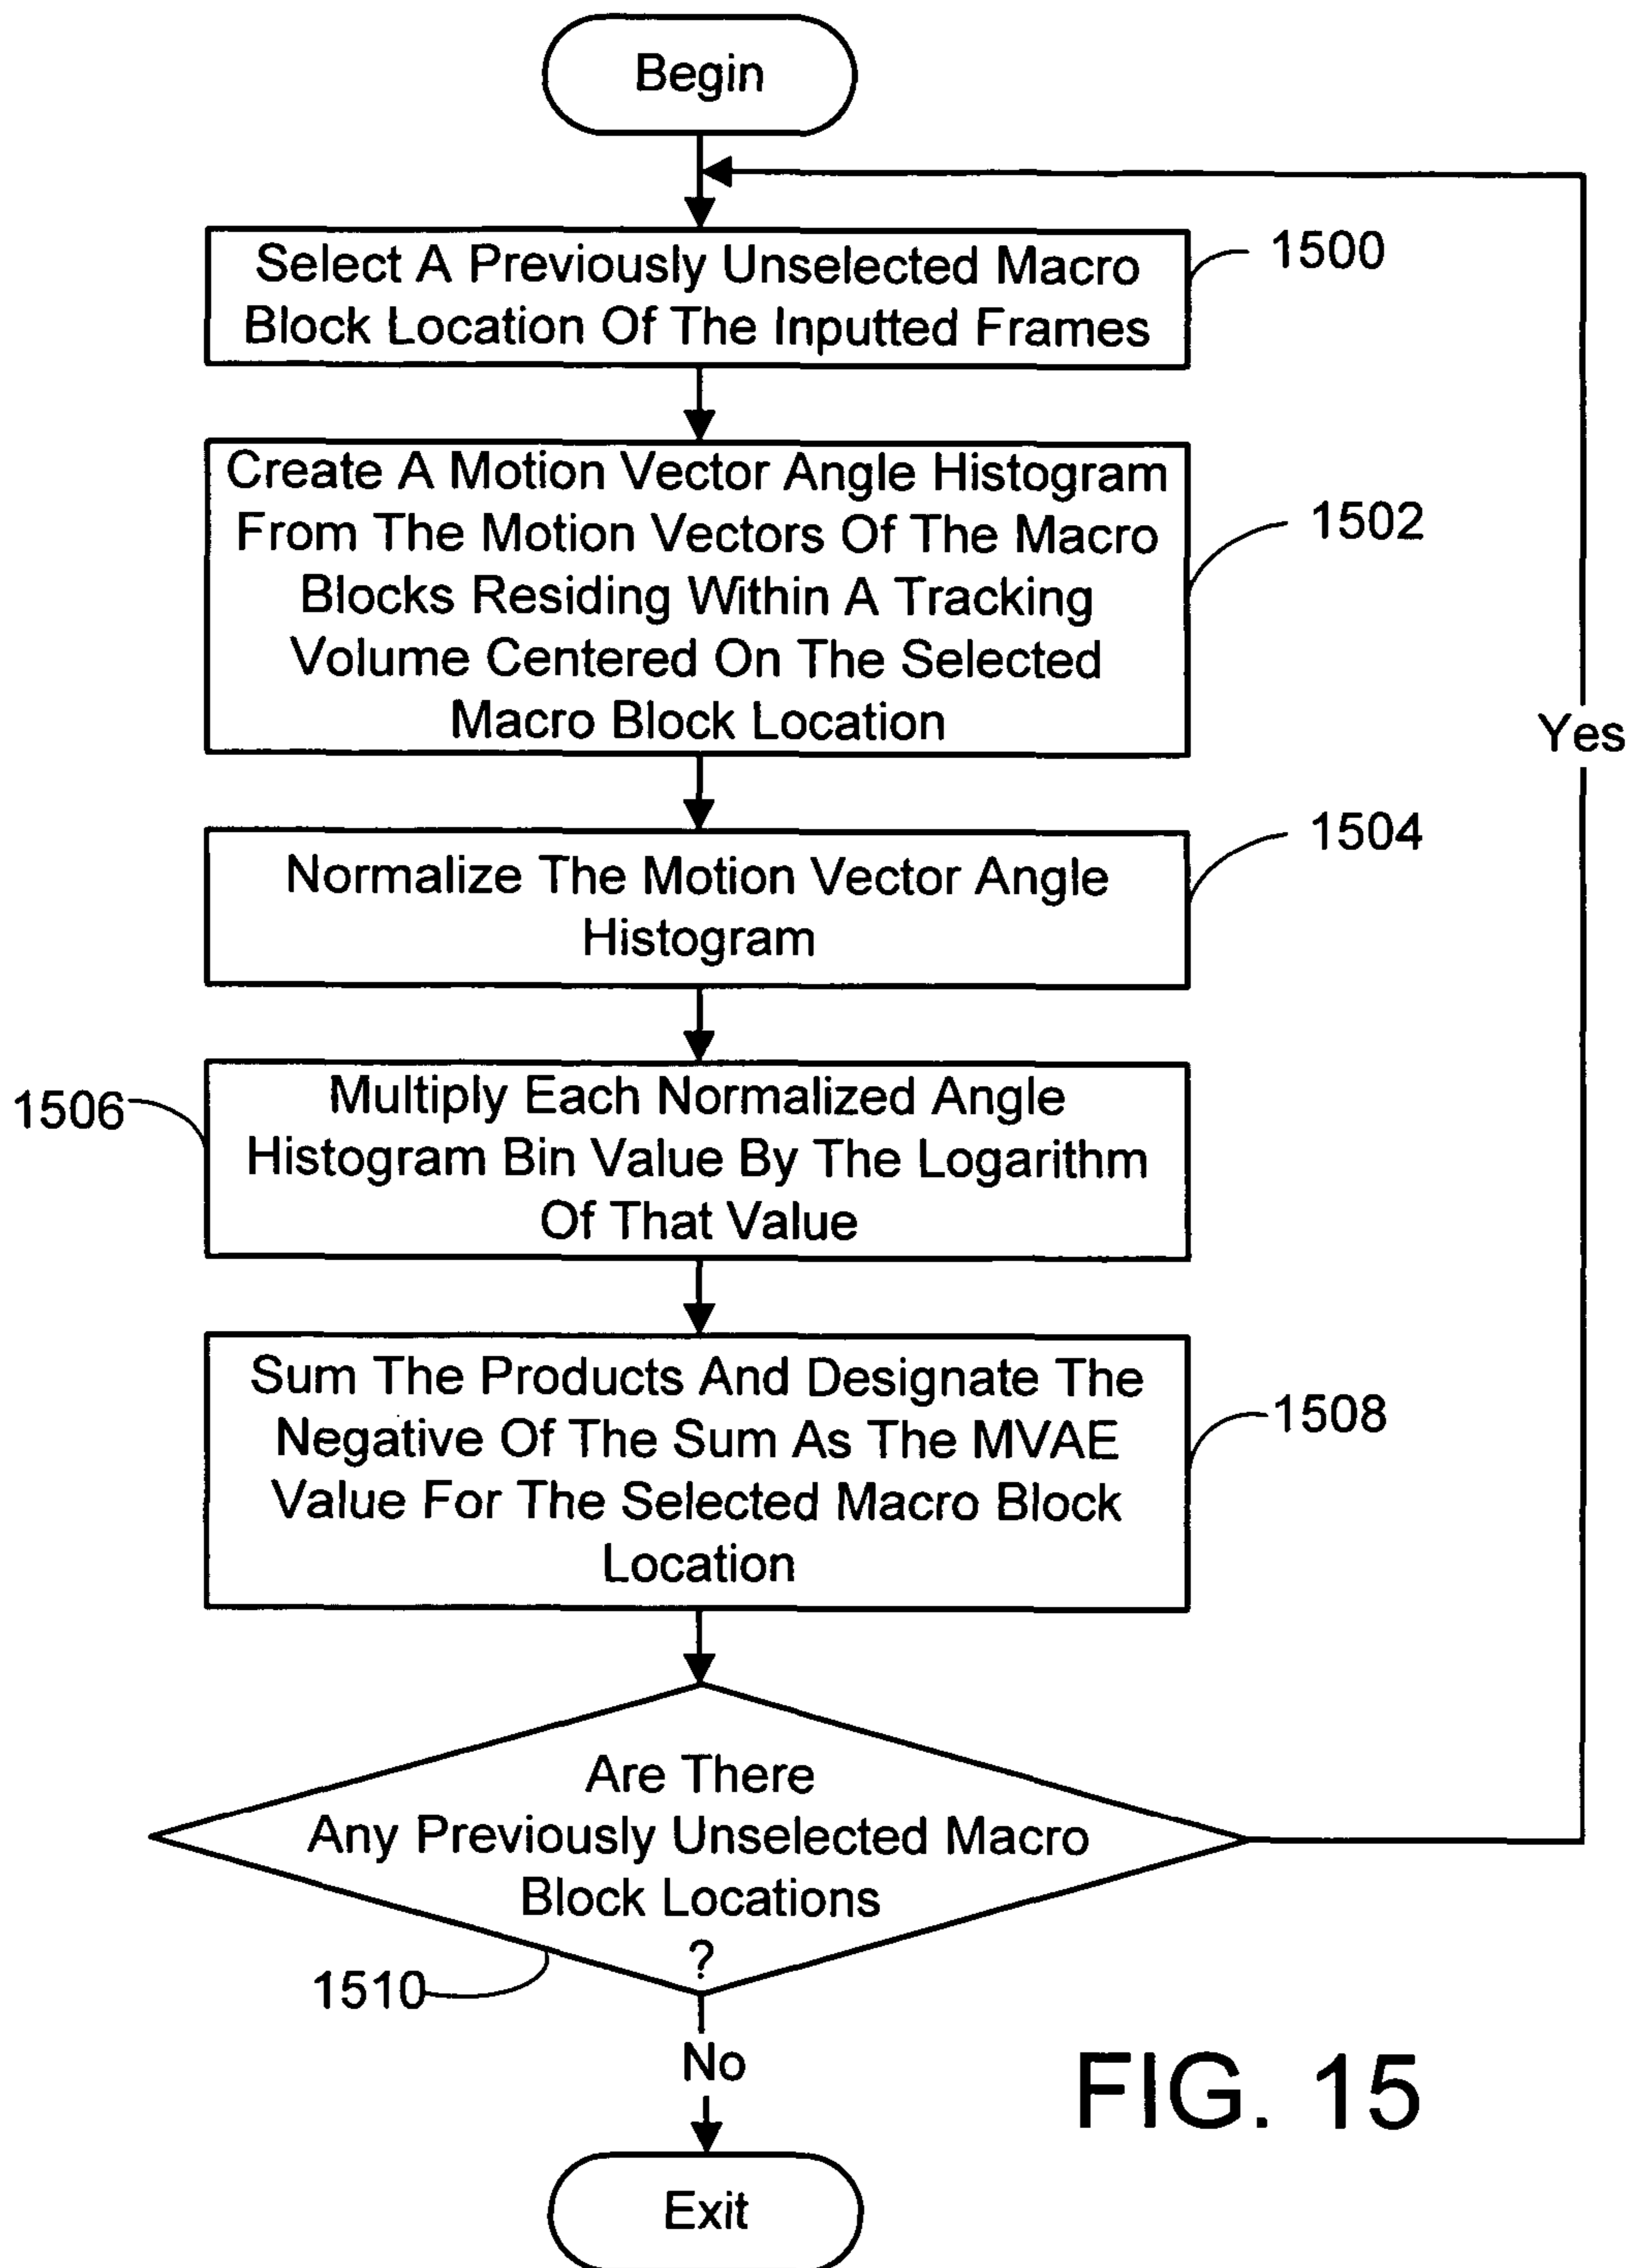 Begin
Select A Previously Unselected Macro
Block Location Of The Inputted Frames
1500
Create A Motion Vector Angle Histogram
From The Motion Vectors Of The Macro
Blocks Residing Within A Tracking
Volume Centered On The Selected
Macro Block Location
1502
Yes
Normalize The Motion Vector Angle
Histogram
1504
1506
Multiply Each Normalized Angle
Histogram Bin Value By The Logarithm
Of That Value
Sum The Products And Designate The
Negative Of The Sum As The MVAE
Value For The Selected Macro Block
Location
1508
Are There
Any Previously Unselected Macro
Block Locations
?
1510
No
Exit
FIG. 15